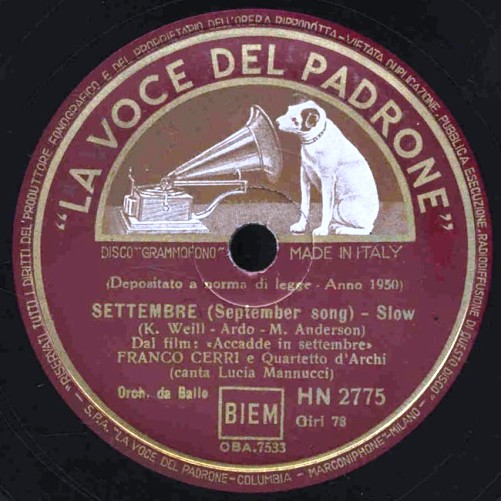 "RISERVATI TUTTI I DIRITTI DEL PRODUTTORE FONOGRAFICO E DEL PROPRIETARIO DELL'OPERA RIPRODOTTA - VIETATA DUPLICAZIONE, PUBBLICA ESECUZIONE, RADIODIFFUSIONE DI QUESTO DISCO"
"LA VOCE DEL PADRONE"
DISCO "GRAMMOFONO" MADE IN ITALY
(Depositato a norma di legge - Anno 1950)
SETTEMBRE (September song) - Slow
(K. Weill - Ardo - M. Anderson)
Dal film: «Accadde in settembre»
FRANCO CERRI e Quartetto d'Archi
(canta Lucia Mannucci)
Orch. da Ballo BIEM HN 2775
Giri 78
OBA.7533
- S.P.A. "LA VOCE DEL PADRONE - COLUMBIA - MARCONIPHONE" - MILANO -